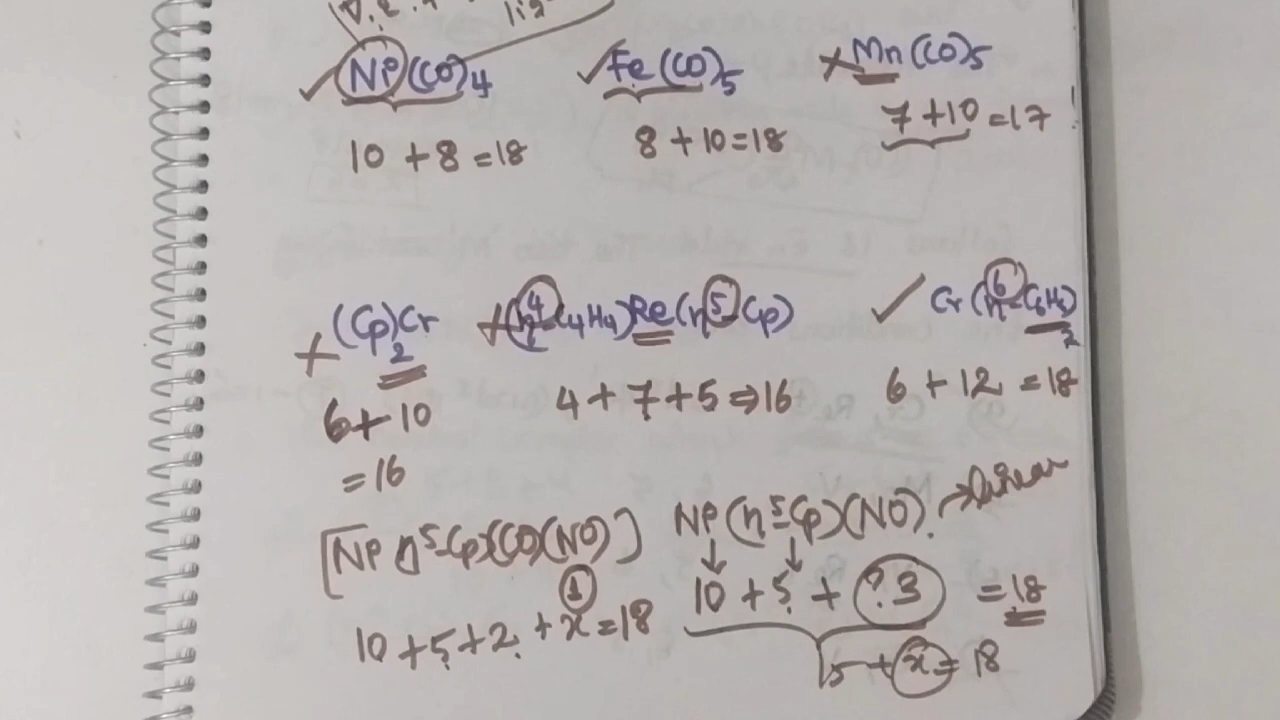 ✓ Ni(CO)4 ✓ Fe(CO)5 × Mn(CO)5
10 + 8 = 18 8 + 10 = 18 7 + 10 = 17
× (Cp)2Cr × (η4-C4H4)Re(η5-Cp) ✓ Cr(η6-C6H6)2
6 + 10 4 + 7 + 5 ⇒ 16 6 + 12 = 18
= 16
[Ni η5-Cp)(CO)(NO)] Ni(η5-Cp)(NO). → linear
10 + 5 + 2 + x = 18 10 + 5 + ?3 = 18
1
15 + x = 18